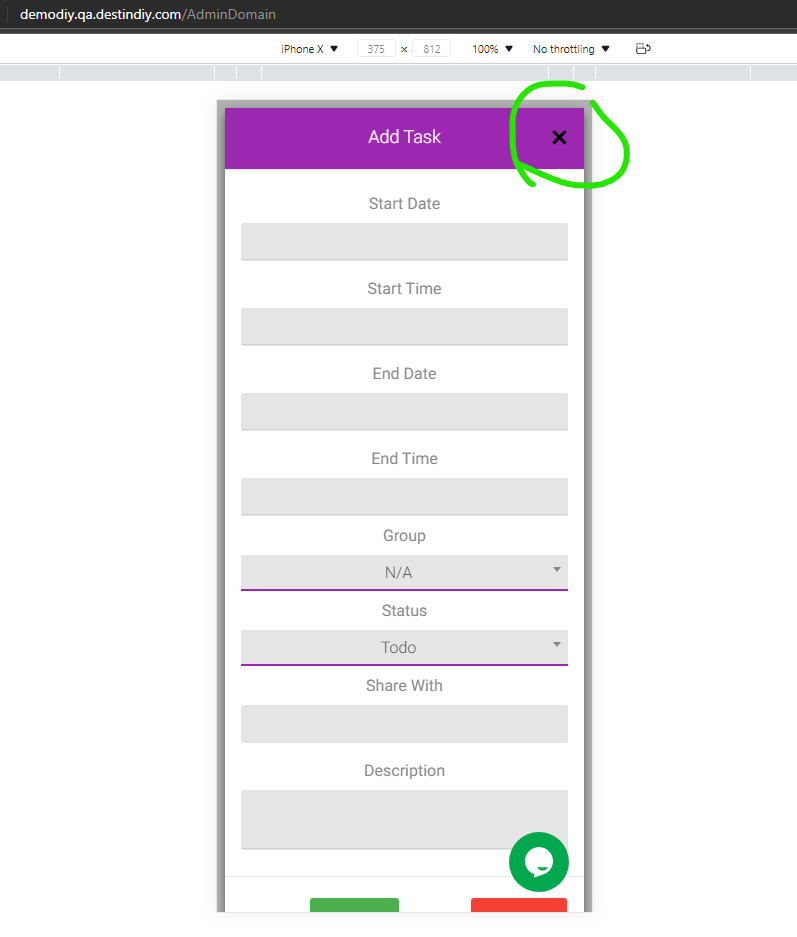 demodiy.qa.destindiy.com/AdminDomain
iPhone X ▼ 375 × 812 100% ▼ No throttling ▼
Add Task ×
Start Date
Start Time
End Date
End Time
Group
N/A
Status
Todo
Share With
Description